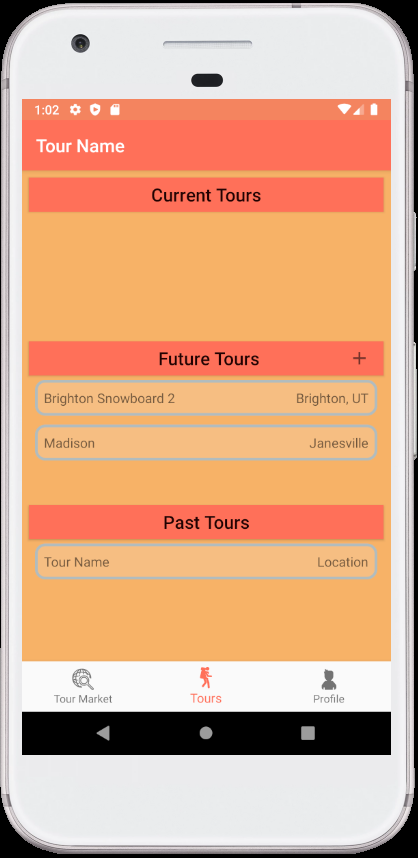 1:02
Tour Name
Current Tours
Future Tours +
Brighton Snowboard 2 Brighton, UT
Madison Janesville
Past Tours
Tour Name Location
Tour Market Tours Profile